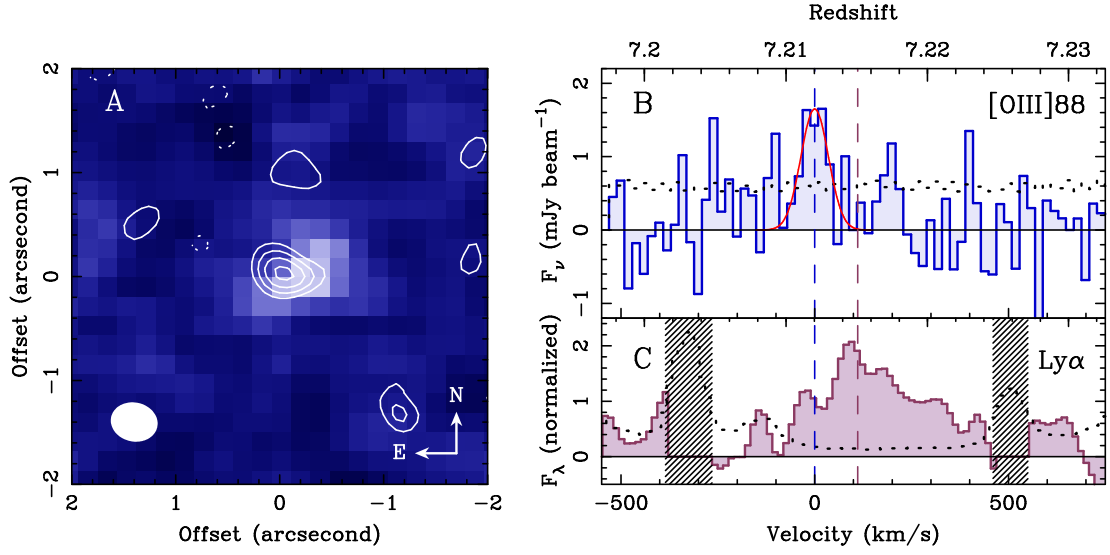 Redshift
7.2 7.21 7.22 7.23
A
N
E
2
1
0
−1
−2
Offset (arcsecond)
2 1 0 −1 −2
Offset (arcsecond)
B
[OIII]88
2
1
0
−1
Fν (mJy beam−1)
C
Lyα
2
1
0
Fλ (normalized)
−500 0 500
Velocity (km/s)